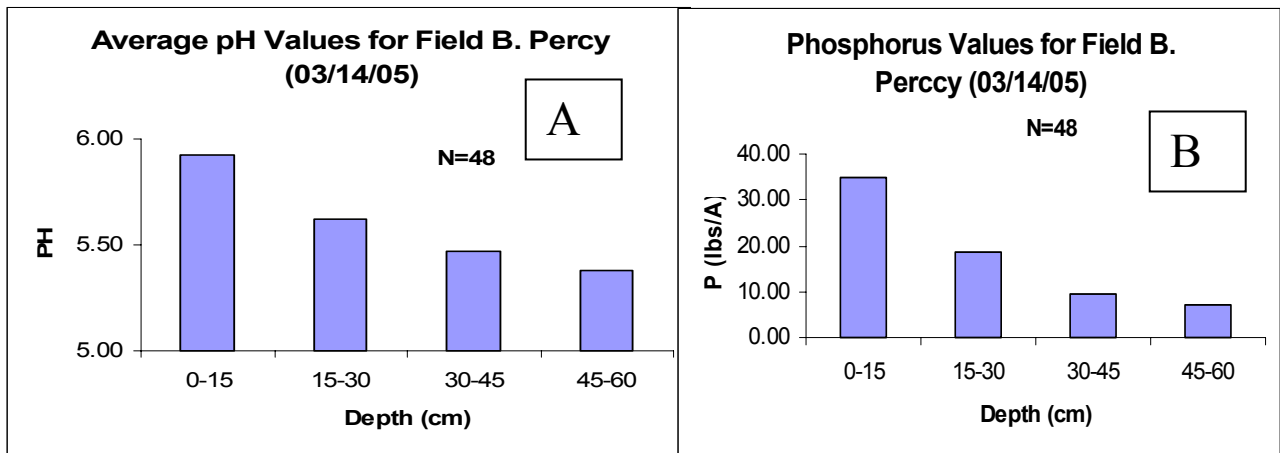 Average pH Values for Field B. Percy
(03/14/05)
A
N=48
6.00
5.50
5.00
PH
0-15 15-30 30-45 45-60
Depth (cm)
Phosphorus Values for Field B.
Perccy (03/14/05)
N=48
B
40.00
30.00
20.00
10.00
0.00
P (lbs/A)
0-15 15-30 30-45 45-60
Depth (cm)